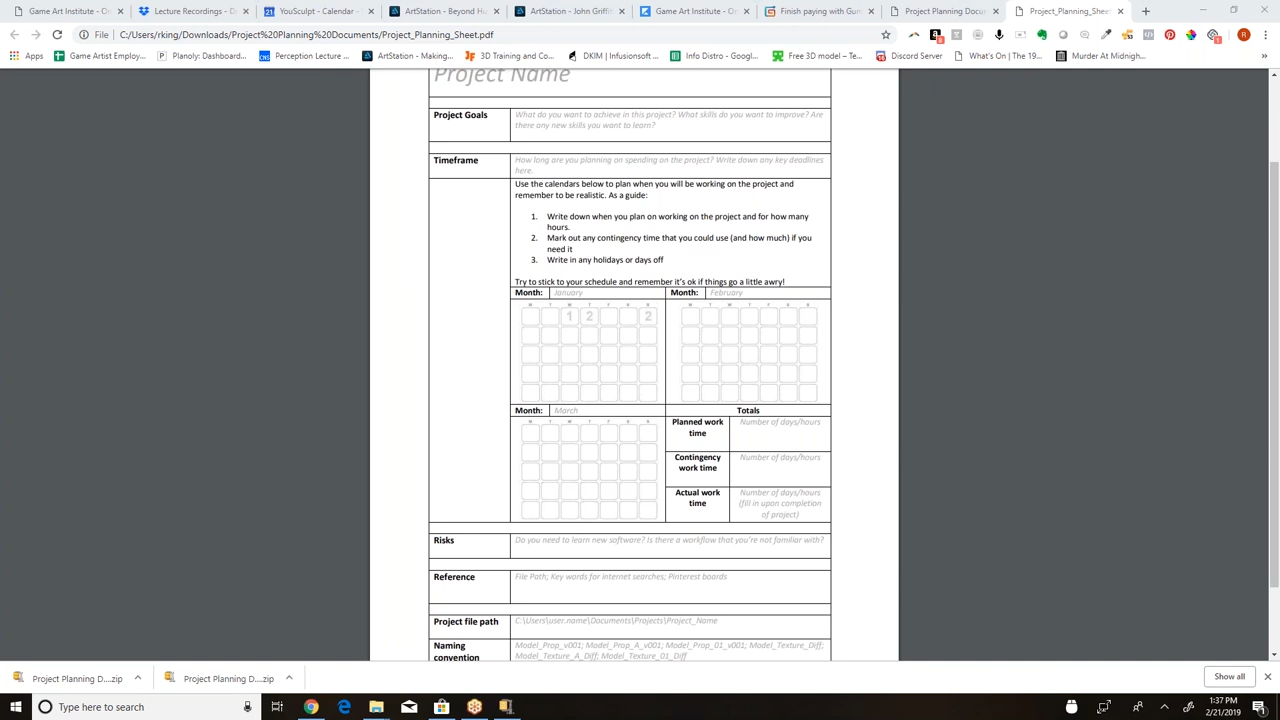 Game Art Institute - On
Lecture Recordings - Dr
YouSculpt - Calendar -
ArtStation - Beyond Hu
ArtStation - John Griffi
Game Art Institute - On
Finish paying with Gum
Project Planning Docum
Project_Planning_Sheet
File | C:/Users/rking/Downloads/Project%20Planning%20Documents/Project_Planning_Sheet.pdf
Apps
Game Artist Employ...
Planoly: Dashboard...
Perception Lecture ...
ArtStation - Making...
3D Training and Co...
DKIM | Infusionsoft ...
Info Distro - Googl...
Free 3D model – Te...
Discord Server
What's On | The 19...
Murder At Midnigh...
»
Project Name
Project Goals
What do you want to achieve in this project? What skills do you want to improve? Are
there any new skills you want to learn?
Timeframe
How long are you planning on spending on the project? Write down any key deadlines
here.
Use the calendars below to plan when you will be working on the project and
remember to be realistic. As a guide:
1. Write down when you plan on working on the project and for how many
hours.
2. Mark out any contingency time that you could use (and how much) if you
need it
3. Write in any holidays or days off
Try to stick to your schedule and remember it's ok if things go a little awry!
Month: January
Month: February
M T W T F S S
M T W T F S S
1 2 2
Month: March
Totals
M T W T F S S
Planned work
time
Number of days/hours
Contingency
work time
Number of days/hours
Actual work
time
Number of days/hours
(fill in upon completion
of project)
Risks
Do you need to learn new software? Is there a workflow that you're not familiar with?
Reference
File Path; Key words for internet searches; Pinterest boards
Project file path
C:\Users\user.name\Documents\Projects\Project_Name
Naming
convention
Model_Prop_v001; Model_Prop_A_v001; Model_Prop_01_v001; Model_Texture_Diff;
Model_Texture_A_Diff; Model_Texture_01_Diff
Project Planning D....zip
Project Planning D....zip
Show all
Type here to search
1:37 PM
2/21/2019